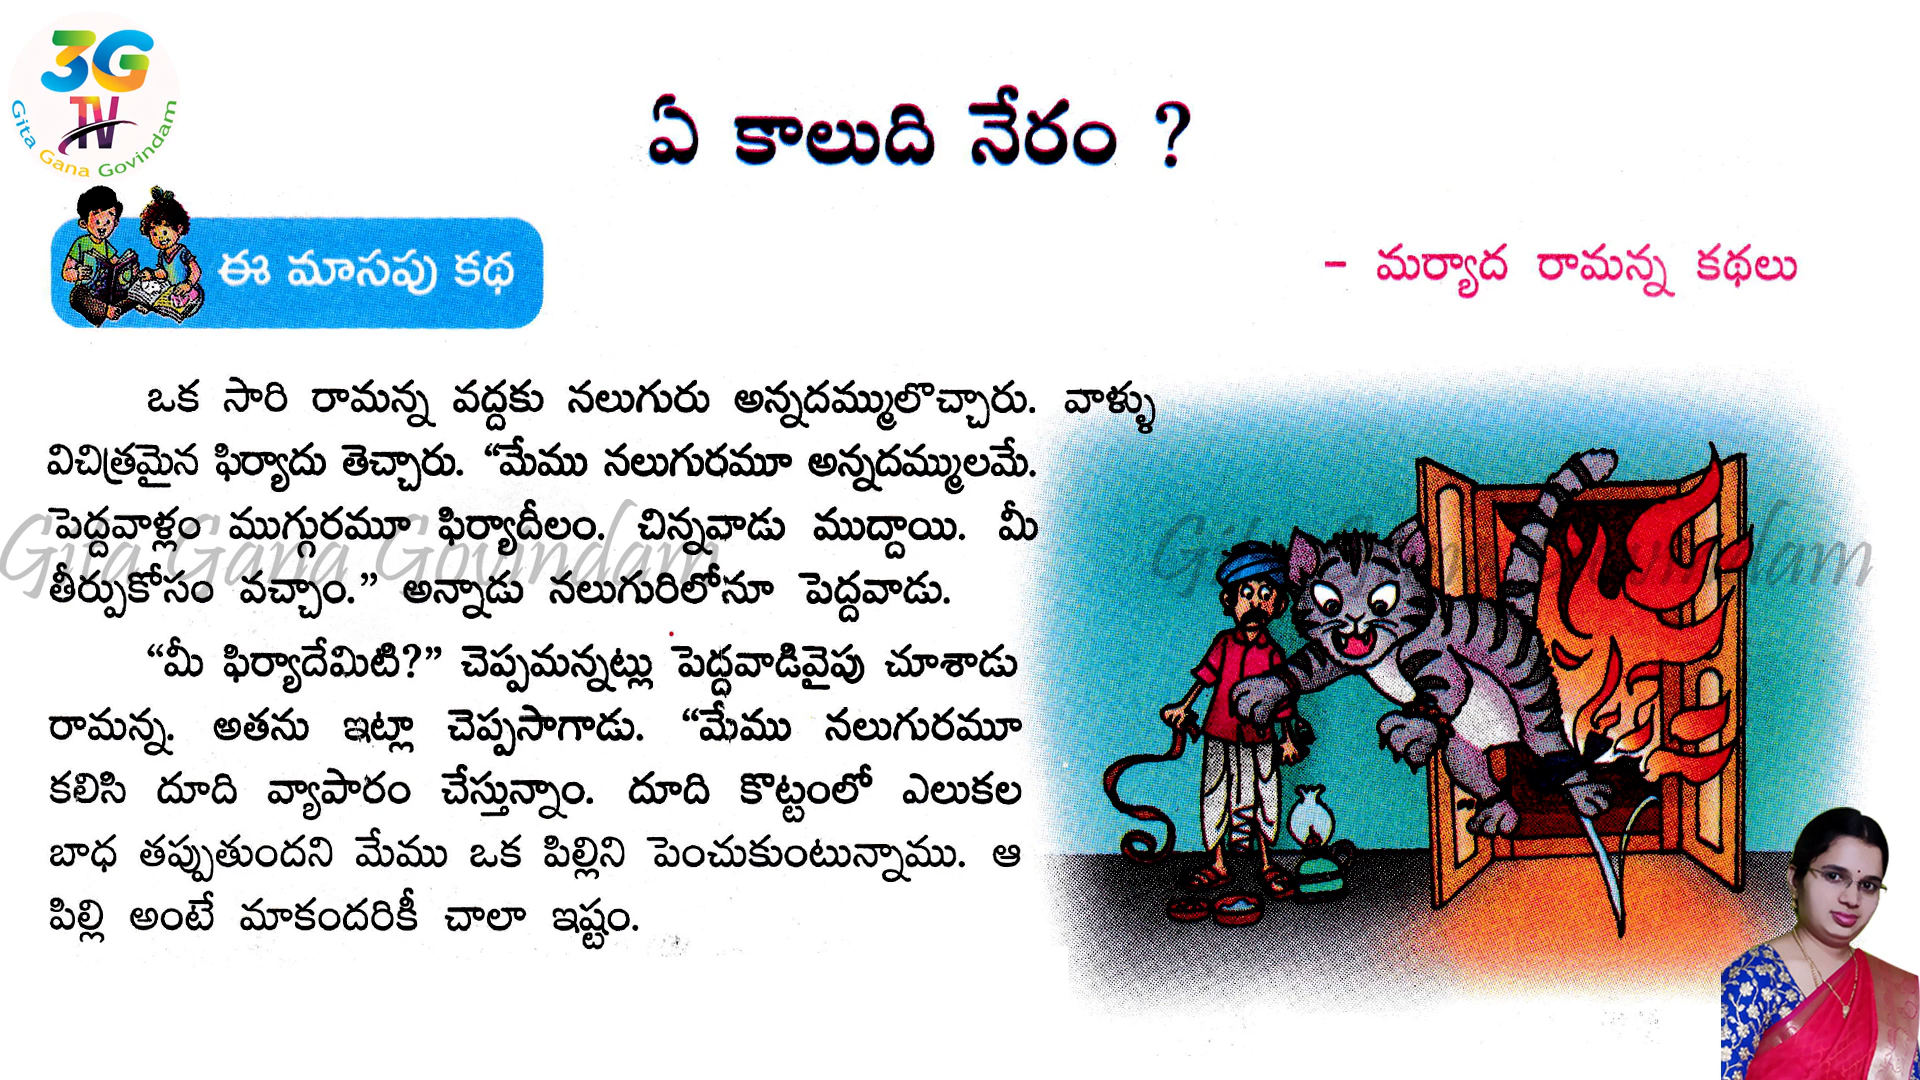 3G
TV
Gita Gana Govindam
ఏ కాలుది నేరం ?
ఈ మాసపు కథ
- మర్యాద రామన్న కథలు
ఒక సారి రామన్న వద్దకు నలుగురు అన్నదమ్ములొచ్చారు. వాళ్ళు
విచిత్రమైన ఫిర్యాదు తెచ్చారు. “మేము నలుగురమూ అన్నదమ్ములమే.
పెద్దవాళ్లం ముగ్గురమూ ఫిర్యాదీలం. చిన్నవాడు ముద్దాయి. మీ
తీర్పుకోసం వచ్చాం.” అన్నాడు నలుగురిలోనూ పెద్దవాడు.
“మీ ఫిర్యాదేమిటి?” చెప్పమన్నట్లు పెద్దవాడివైపు చూశాడు
రామన్న. అతను ఇట్లా చెప్పసాగాడు. “మేము నలుగురమూ
కలిసి దూది వ్యాపారం చేస్తున్నాం. దూది కొట్టంలో ఎలుకల
బాధ తప్పుతుందని మేము ఒక పిల్లిని పెంచుకుంటున్నాము. ఆ
పిల్లి అంటే మాకందరికీ చాలా ఇష్టం.
Gita Gana Govindam
Gita Gana Govindam